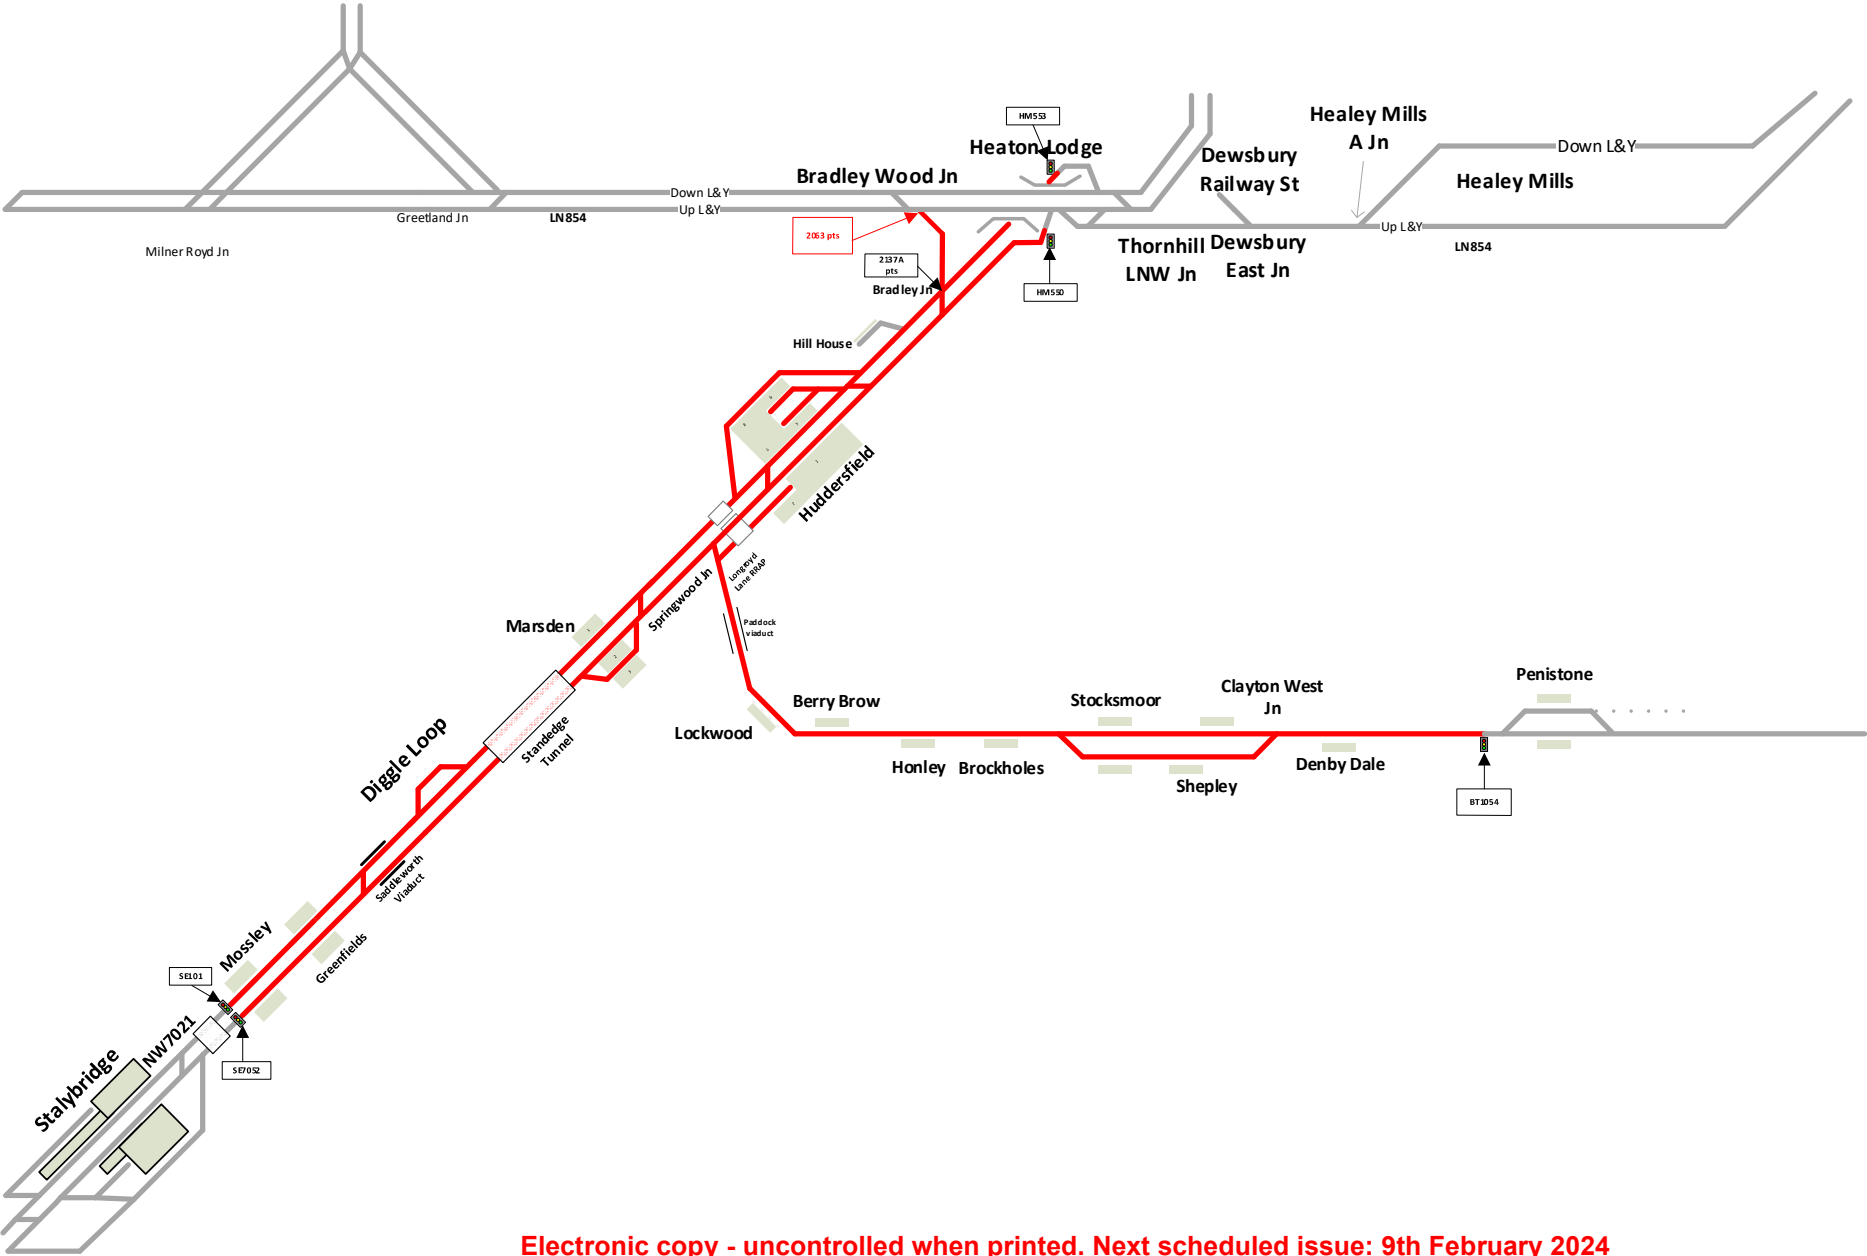 HM553
Heaton Lodge
Healey Mills
A Jn
Down L&Y
Dewsbury
Railway St
Healey Mills
Bradley Wood Jn
Down L&Y
Up L&Y
Greetland Jn
LN854
Milner Royd Jn
2063 pts
2137A
pts
Bradley Jn
HM550
Thornhill
LNW Jn
Dewsbury
East Jn
Up L&Y
LN854
Hill House
Huddersfield
Longroyd
Lane RRAP
Springwood Jn
Paddock
viaduct
Marsden
1
2
3
Standedge
Tunnel
Diggle Loop
Lockwood
Berry Brow
Honley
Brockholes
Stocksmoor
Shepley
Clayton West
Jn
Denby Dale
Penistone
BT1054
Saddleworth
Viaduct
Mossley
Greenfields
SE101
SE7052
NW7021
Stalybridge
Electronic copy - uncontrolled when printed. Next scheduled issue: 9th February 2024